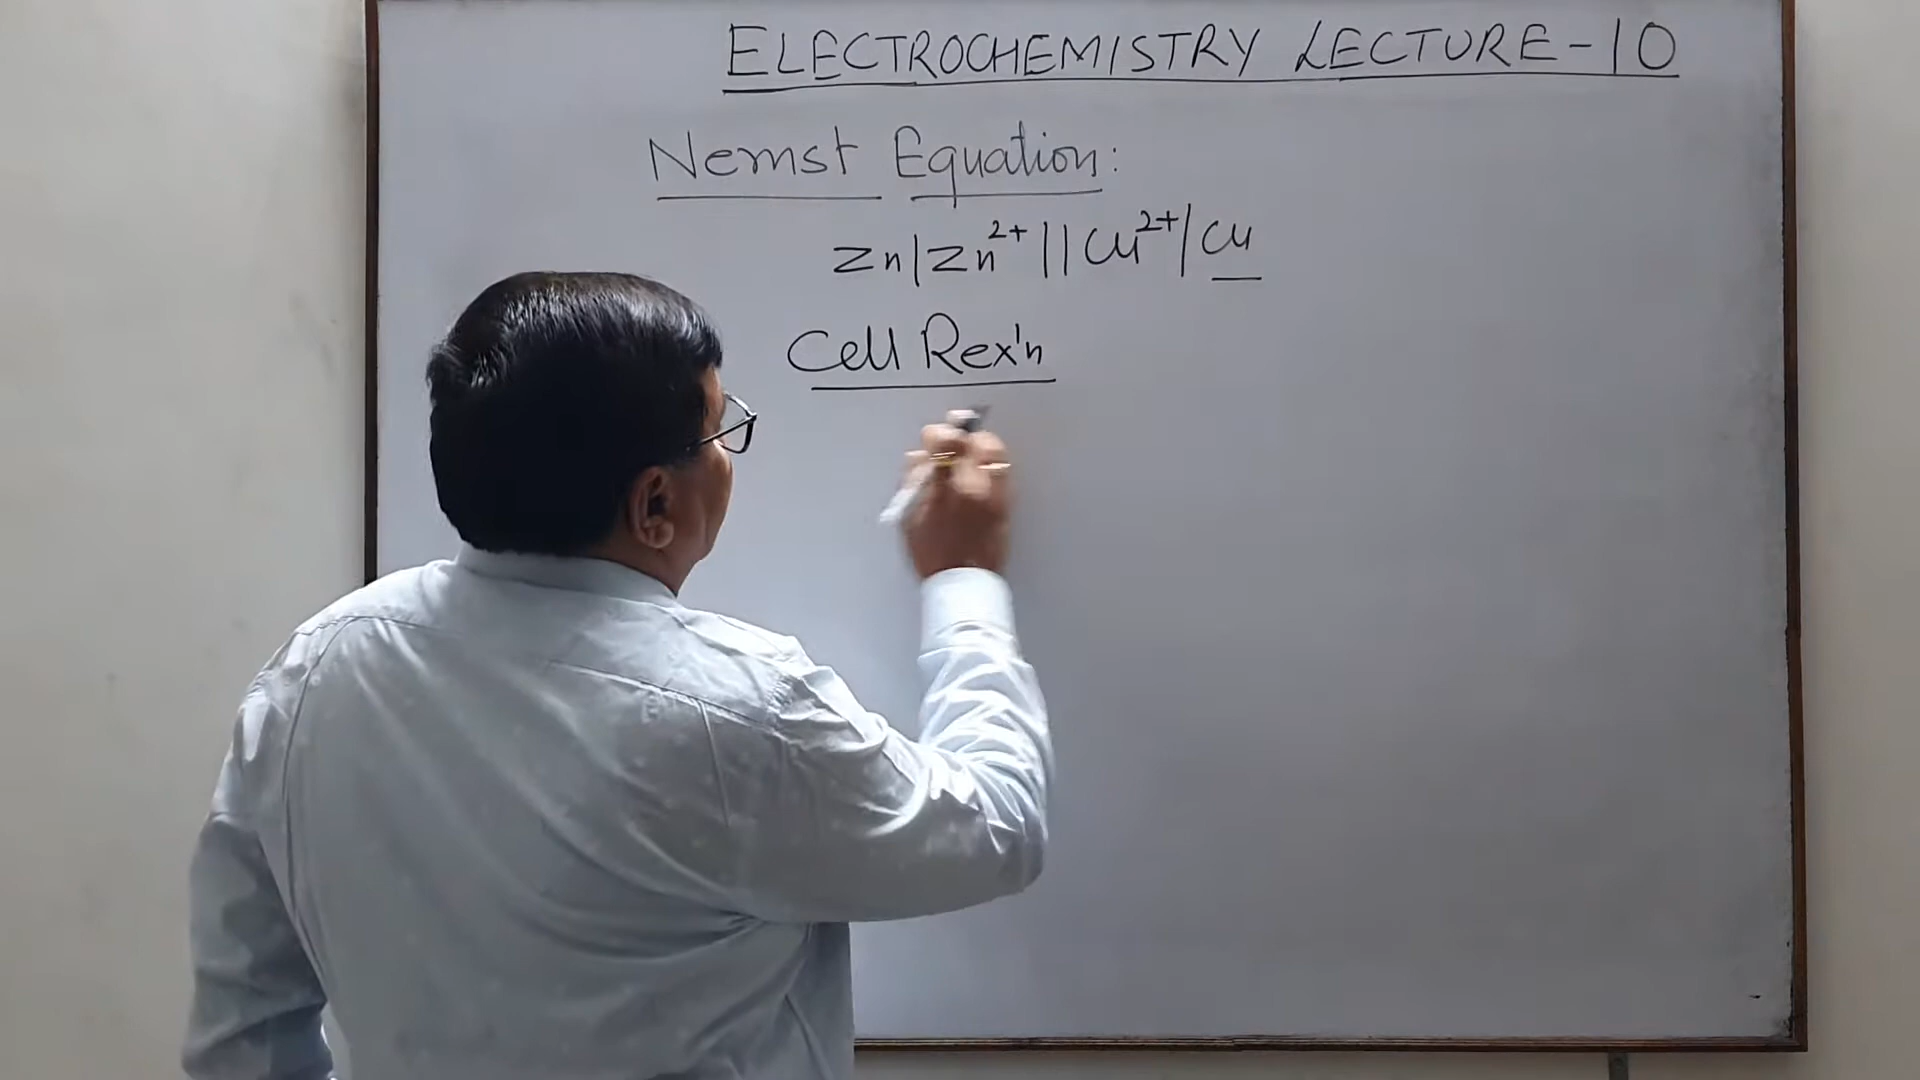 ELECTROCHEMISTRY LECTURE-10
Nernst Equation:
Zn|Zn²⁺||Cu²⁺/Cu
Cell Rex'n